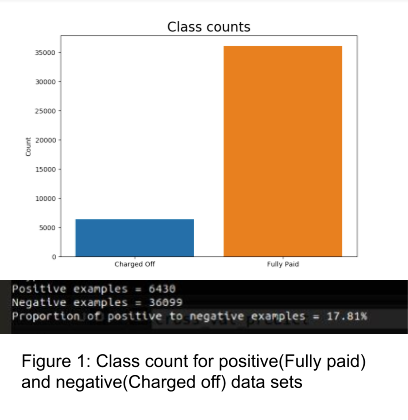 Class counts
35000
30000
25000
20000
15000
10000
5000
0
Count
Charged Off
Fully Paid
Positive examples = 6430
Negative examples = 36099
Proportion of positive to negative examples = 17.81%
Figure 1: Class count for positive(Fully paid)
and negative(Charged off) data sets